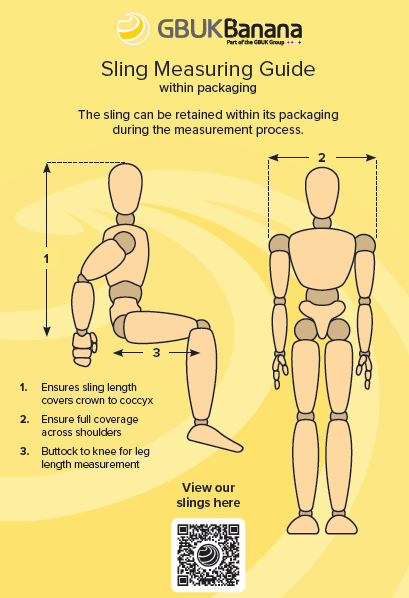 GBUKBanana
Part of the GBUK Group
Sling Measuring Guide
within packaging
The sling can be retained within its packaging
during the measurement process.
2
1
3
1. Ensures sling length
covers crown to coccyx
2. Ensure full coverage
across shoulders
3. Buttock to knee for leg
length measurement
View our
slings here